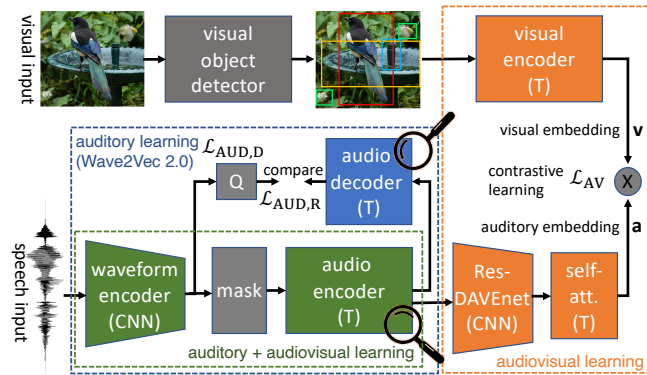 visual input
visual
object
detector
visual
encoder
(T)
visual embedding
v
auditory learning
(Wave2Vec 2.0)
ℒAUD,D
Q
compare
ℒAUD,R
audio
decoder
(T)
contrastive
learning
ℒAV
X
auditory embedding
a
speech input
waveform
encoder
(CNN)
mask
audio
encoder
(T)
auditory + audiovisual learning
Res-
DAVEnet
(CNN)
self-
att.
(T)
audiovisual learning